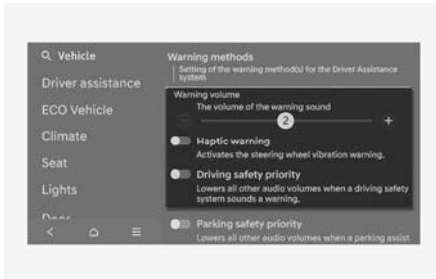 Vehicle
Driver assistance
ECO Vehicle
Climate
Seat
Lights
Door
Warning methods
Setting of the warning method(s) for the Driver Assistance
system
Warning volume
The volume of the warning sound
2
+
Haptic warning
Activates the steering wheel vibration warning.
Driving safety priority
Lowers all other audio volumes when a driving safety
system sounds a warning.
Parking safety priority
Lowers all other audio volumes when a parking assist